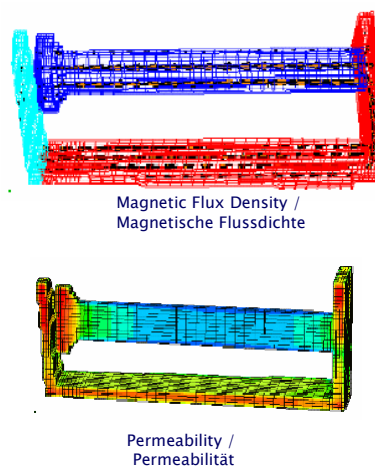 Magnetic Flux Density /
Magnetische Flussdichte
Permeability /
Permeabilität